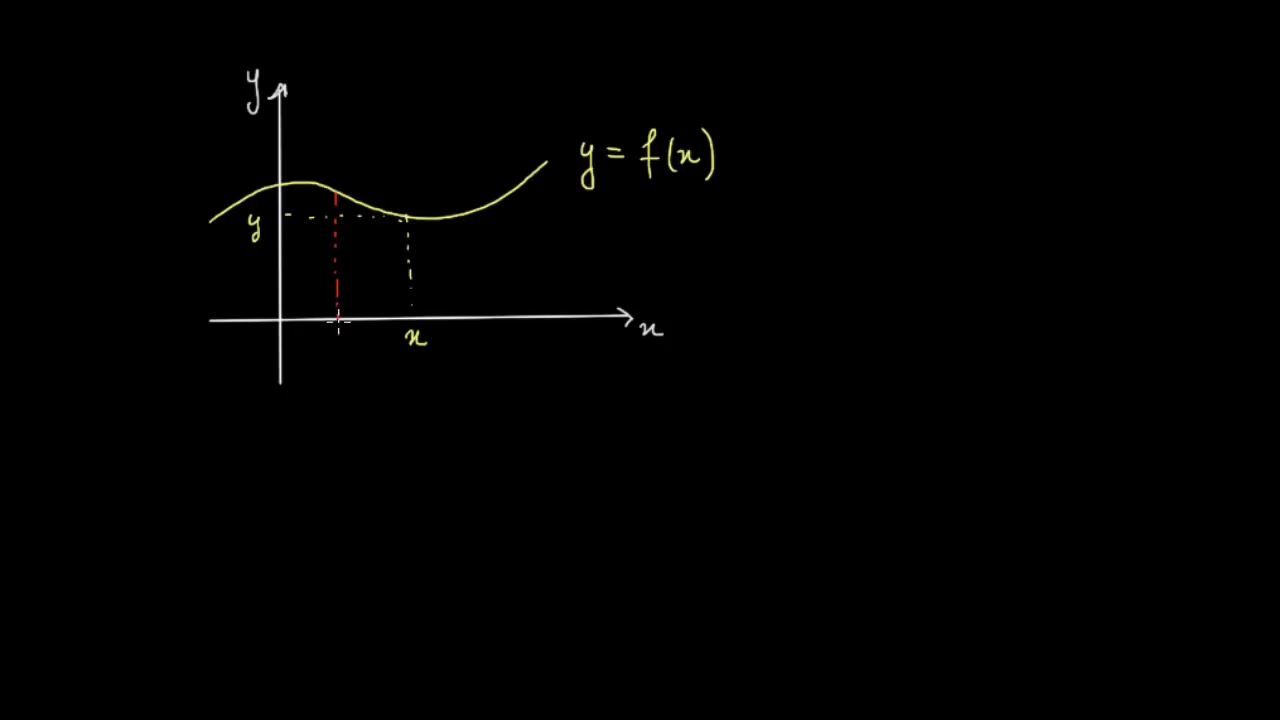 y
y = f(x)
y
x
x